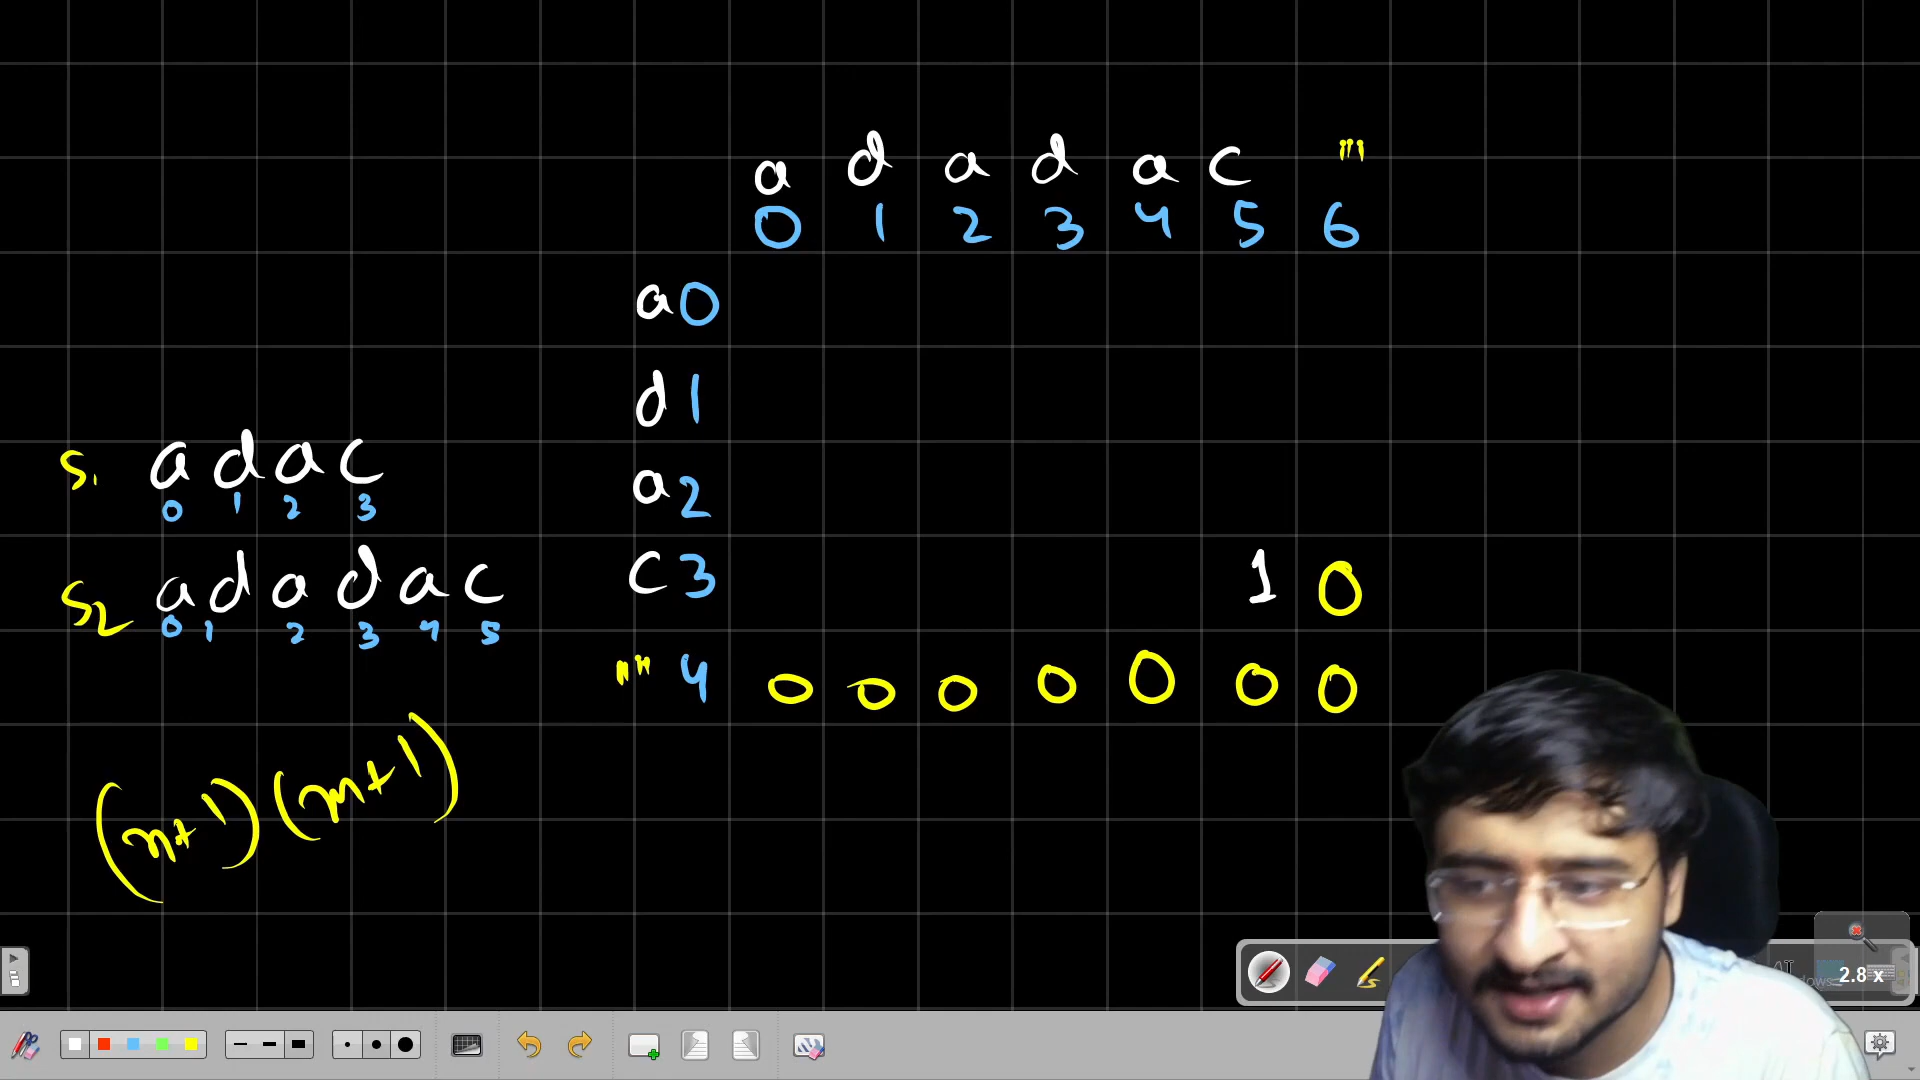 a d a d a c """
0 1 2 3 4 5 6
a 0
d 1
a 2
c 3 1 0
"" 4 0 0 0 0 0 0 0
S1 a d a c
0 1 2 3
S2 a d a d a c
0 1 2 3 4 5
(n+1)(m+1)
2.8 x